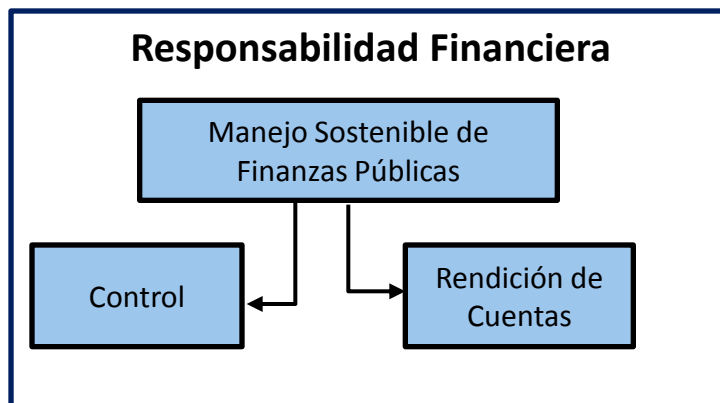 Responsabilidad Financiera
Manejo Sostenible de
Finanzas Públicas
Control
Rendición de
Cuentas